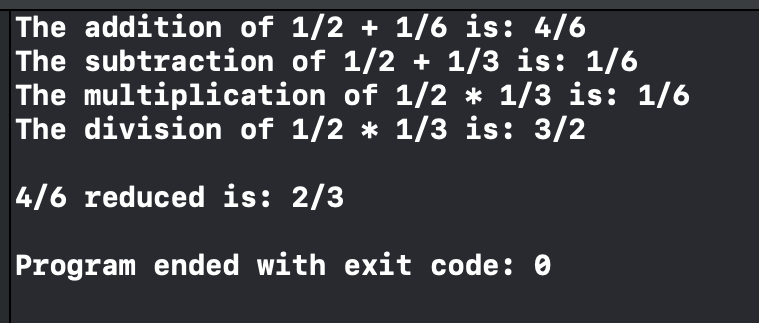 The addition of 1/2 + 1/6 is: 4/6
The subtraction of 1/2 + 1/3 is: 1/6
The multiplication of 1/2 * 1/3 is: 1/6
The division of 1/2 * 1/3 is: 3/2
4/6 reduced is: 2/3
Program ended with exit code: 0